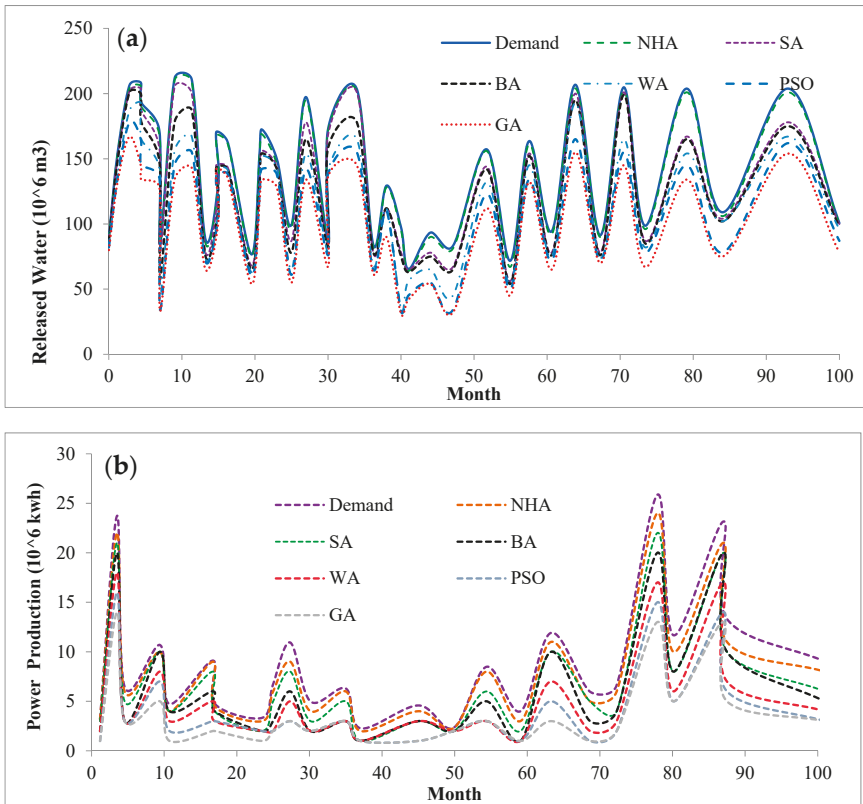 (a)
Demand NHA SA
BA WA PSO
GA
250
200
150
100
50
0
Released Water (10^6 m3)
0 10 20 30 40 50 60 70 80 90 100
Month
(b)
Demand NHA
SA BA
WA PSO
GA
30
25
20
15
10
5
0
Power Production (10^6 kwh)
0 10 20 30 40 50 60 70 80 90 100
Month